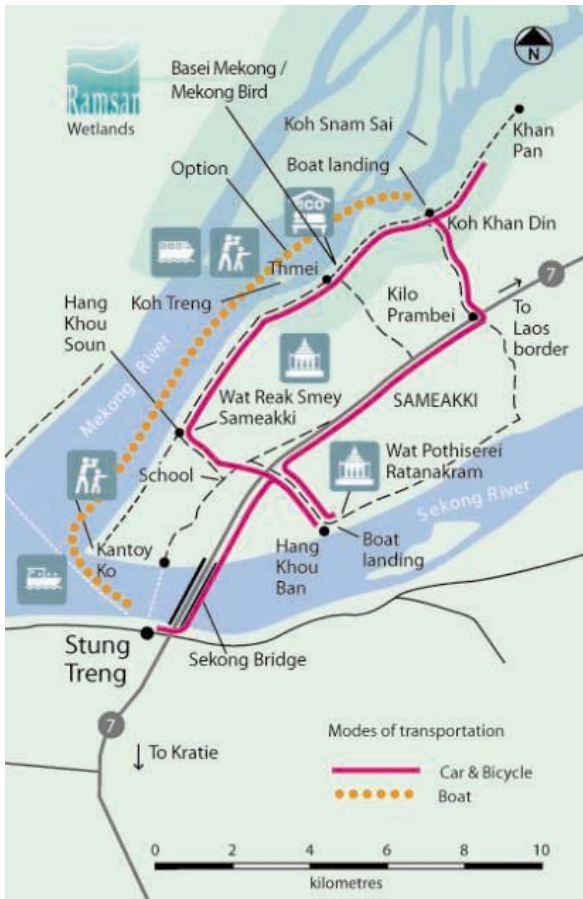 Ramsar
Wetlands
N
Basei Mekong /
Mekong Bird
Koh Snam Sai
Khan
Pan
Option
Boat landing
eco
Koh Khan Din
Thmei
Koh Treng
7
Kilo
Prambei
To
Laos
border
Hang
Khou
Soun
Mekong River
Wat Reak Smey
Sameakki
SAMEAKKI
School
Wat Pothiserei
Ratanakram
Sekong River
Kantoy
Ko
Hang
Khou
Ban
Boat
landing
Stung
Treng
Sekong Bridge
7
To Kratie
Modes of transportation
Car & Bicycle
Boat
0 2 4 6 8 10
kilometres